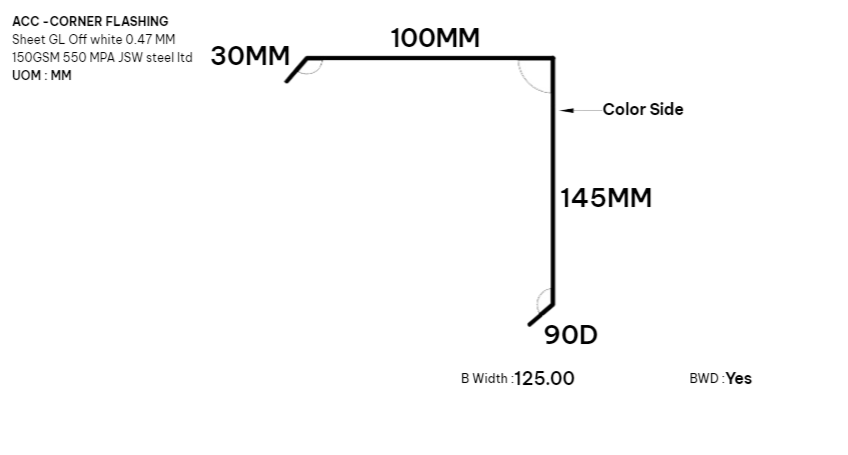 ACC -CORNER FLASHING
Sheet GL Off white 0.47 MM
150GSM 550 MPA JSW steel ltd
UOM : MM
30MM
100MM
Color Side
145MM
90D
B Width :125.00
BWD :Yes